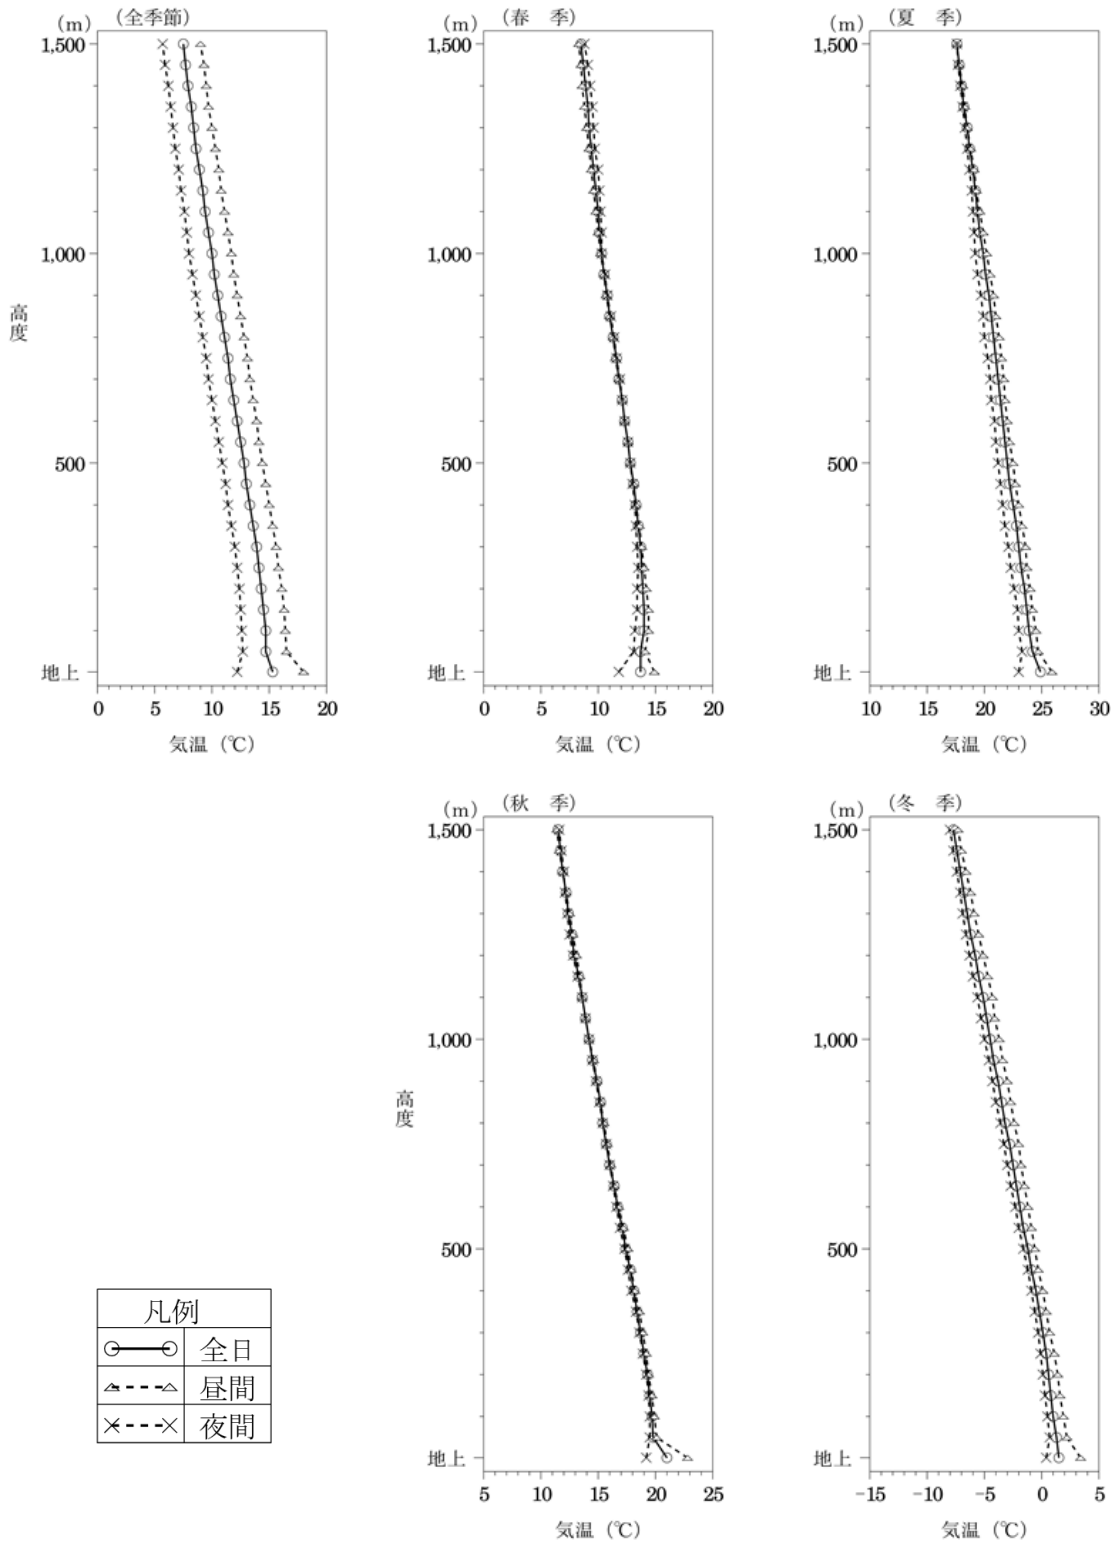 (m)
(全季節)
1,500
1,000
500
地上
高度
0 5 10 15 20
気温 (℃)
(m)
(春 季)
1,500
1,000
500
地上
0 5 10 15 20
気温 (℃)
(m)
(夏 季)
1,500
1,000
500
地上
10 15 20 25 30
気温 (℃)
(m)
(秋 季)
1,500
1,000
500
地上
高度
5 10 15 20 25
気温 (℃)
(m)
(冬 季)
1,500
1,000
500
地上
-15 -10 -5 0 5
気温 (℃)
凡例
全日
昼間
夜間